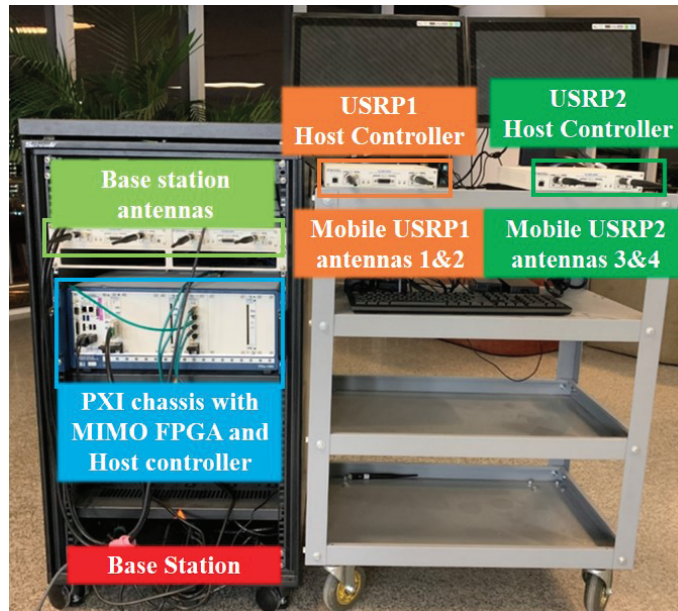 USRP1
Host Controller
USRP2
Host Controller
Base station
antennas
Mobile USRP1
antennas 1&2
Mobile USRP2
antennas 3&4
PXI chassis with
MIMO FPGA and
Host controller
Base Station